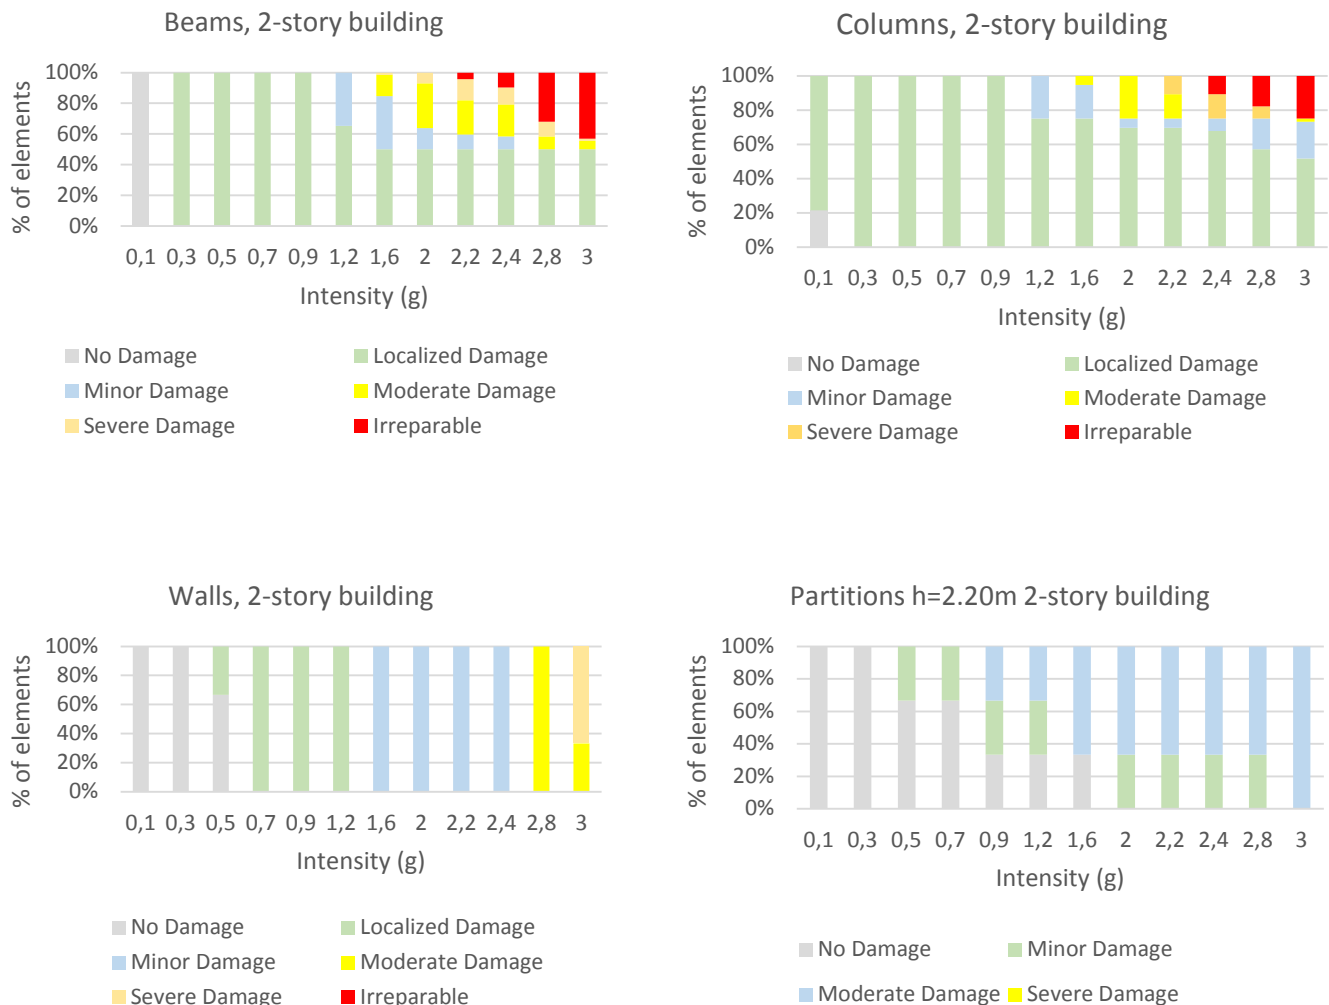 Beams, 2-story building
100%
80%
60%
40%
20%
0%
% of elements
0,1 0,3 0,5 0,7 0,9 1,2 1,6 2 2,2 2,4 2,8 3
Intensity (g)
No Damage Localized Damage
Minor Damage Moderate Damage
Severe Damage Irreparable
Columns, 2-story building
100%
80%
60%
40%
20%
0%
% of elements
0,1 0,3 0,5 0,7 0,9 1,2 1,6 2 2,2 2,4 2,8 3
Intensity (g)
No Damage Localized Damage
Minor Damage Moderate Damage
Severe Damage Irreparable
Walls, 2-story building
100%
80%
60%
40%
20%
0%
% of elements
0,1 0,3 0,5 0,7 0,9 1,2 1,6 2 2,2 2,4 2,8 3
Intensity (g)
No Damage Localized Damage
Minor Damage Moderate Damage
Severe Damage Irreparable
Partitions h=2.20m 2-story building
100%
80%
60%
40%
20%
0%
% of elements
0,1 0,3 0,5 0,7 0,9 1,2 1,6 2 2,2 2,4 2,8 3
Intensity (g)
No Damage Minor Damage
Moderate Damage Severe Damage